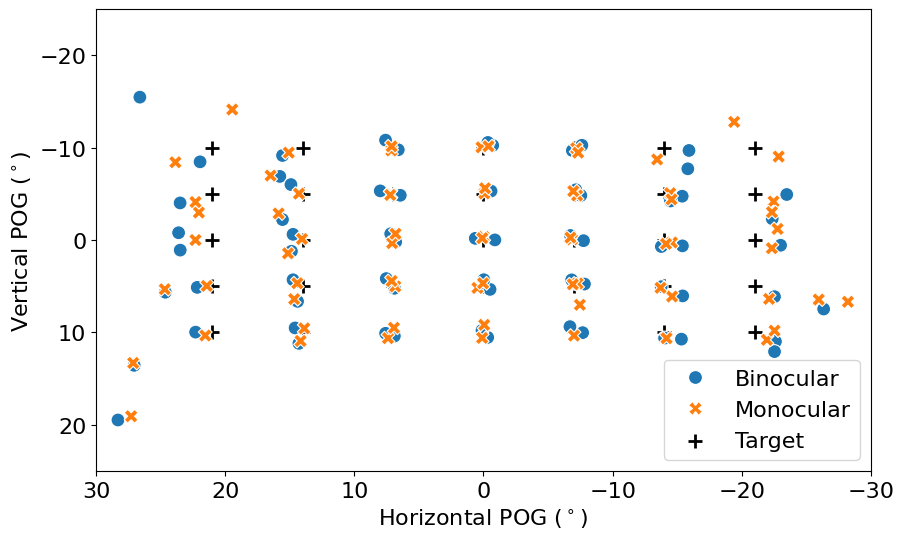 −20
−10
0
10
20
Vertical POG (°)
30
20
10
0
−10
−20
−30
Horizontal POG (°)
Binocular
Monocular
Target